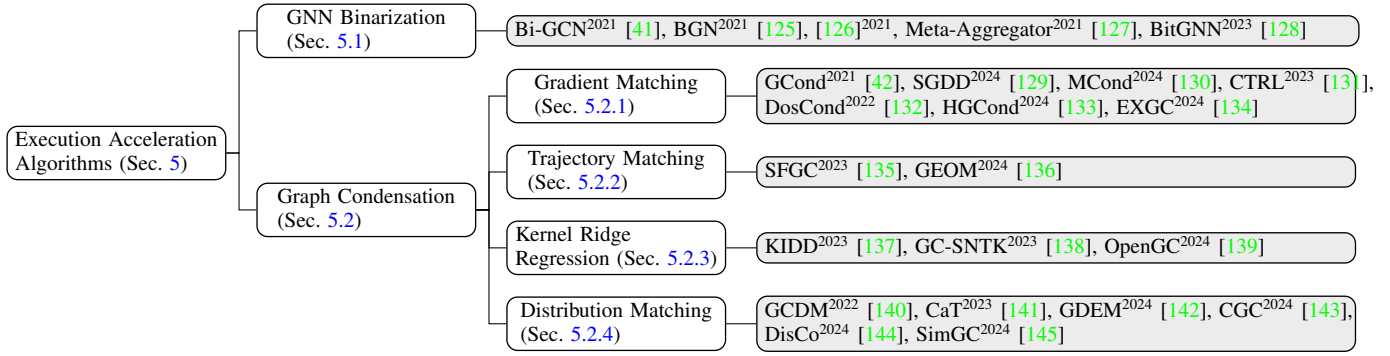 GNN Binarization
(Sec. 5.1)
Bi-GCN2021 [41], BGN2021 [125], [126]2021, Meta-Aggregator2021 [127], BitGNN2023 [128]
Gradient Matching
(Sec. 5.2.1)
GCond2021 [42], SGDD2024 [129], MCond2024 [130], CTRL2023 [131],
DosCond2022 [132], HGCond2024 [133], EXGC2024 [134]
Execution Acceleration
Algorithms (Sec. 5)
Trajectory Matching
(Sec. 5.2.2)
SFGC2023 [135], GEOM2024 [136]
Graph Condensation
(Sec. 5.2)
Kernel Ridge
Regression (Sec. 5.2.3)
KIDD2023 [137], GC-SNTK2023 [138], OpenGC2024 [139]
Distribution Matching
(Sec. 5.2.4)
GCDM2022 [140], CaT2023 [141], GDEM2024 [142], CGC2024 [143],
DisCo2024 [144], SimGC2024 [145]